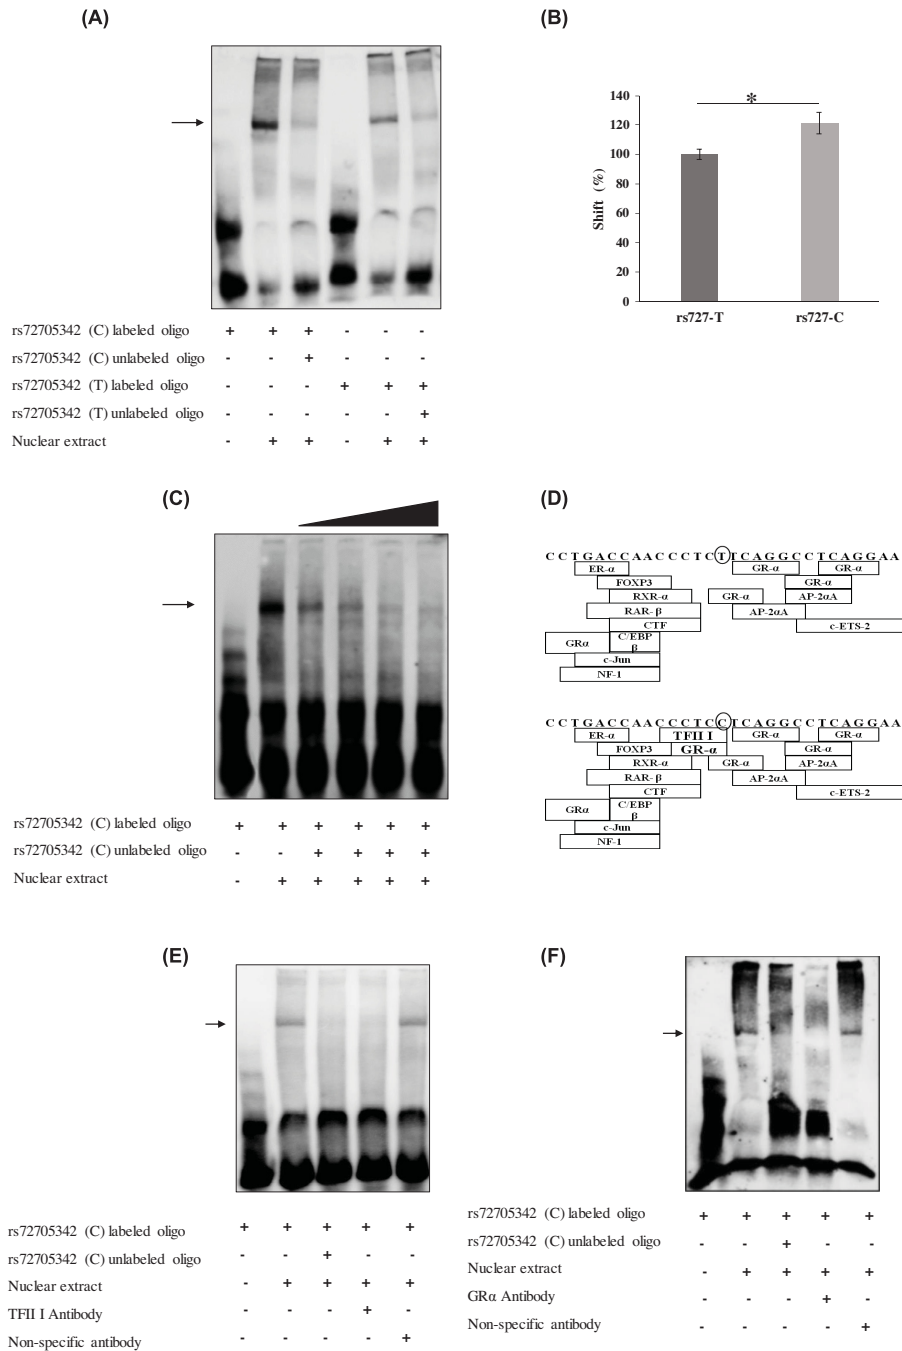 (A)
rs72705342 (C) labeled oligo + + + - - -
rs72705342 (C) unlabeled oligo - - + - - -
rs72705342 (T) labeled oligo - - - + + +
rs72705342 (T) unlabeled oligo - - - - - +
Nuclear extract - + + - + +
(B)
*
140
120
100
80
60
40
20
0
Shift (%)
rs727-T rs727-C
(C)
rs72705342 (C) labeled oligo + + + + + +
rs72705342 (C) unlabeled oligo - - + + + +
Nuclear extract - + + + + +
(D)
C C T G A C C A A C C C T C T T C A G G C C T C A G G A A
ER-α GR-α GR-α
FOXP3 GR-α
RXR-α GR-α AP-2αA
RAR-β AP-2αA
CTF c-ETS-2
GRα C/EBP
β
c-Jun
NF-1
C C T G A C C A A C C C T C C T C A G G C C T C A G G A A
ER-α TFII I GR-α GR-α
FOXP3 GR-α GR-α
RXR-α GR-α AP-2αA
RAR-β AP-2αA
CTF c-ETS-2
GRα C/EBP
β
c-Jun
NF-1
(E)
rs72705342 (C) labeled oligo + + + + +
rs72705342 (C) unlabeled oligo - - + - -
Nuclear extract - + + + +
TFII I Antibody - - - + -
Non-specific antibody - - - - +
(F)
rs72705342 (C) labeled oligo + + + + +
rs72705342 (C) unlabeled oligo - - + - -
Nuclear extract - + + + +
GRα Antibody - - - + -
Non-specific antibody - - - - +